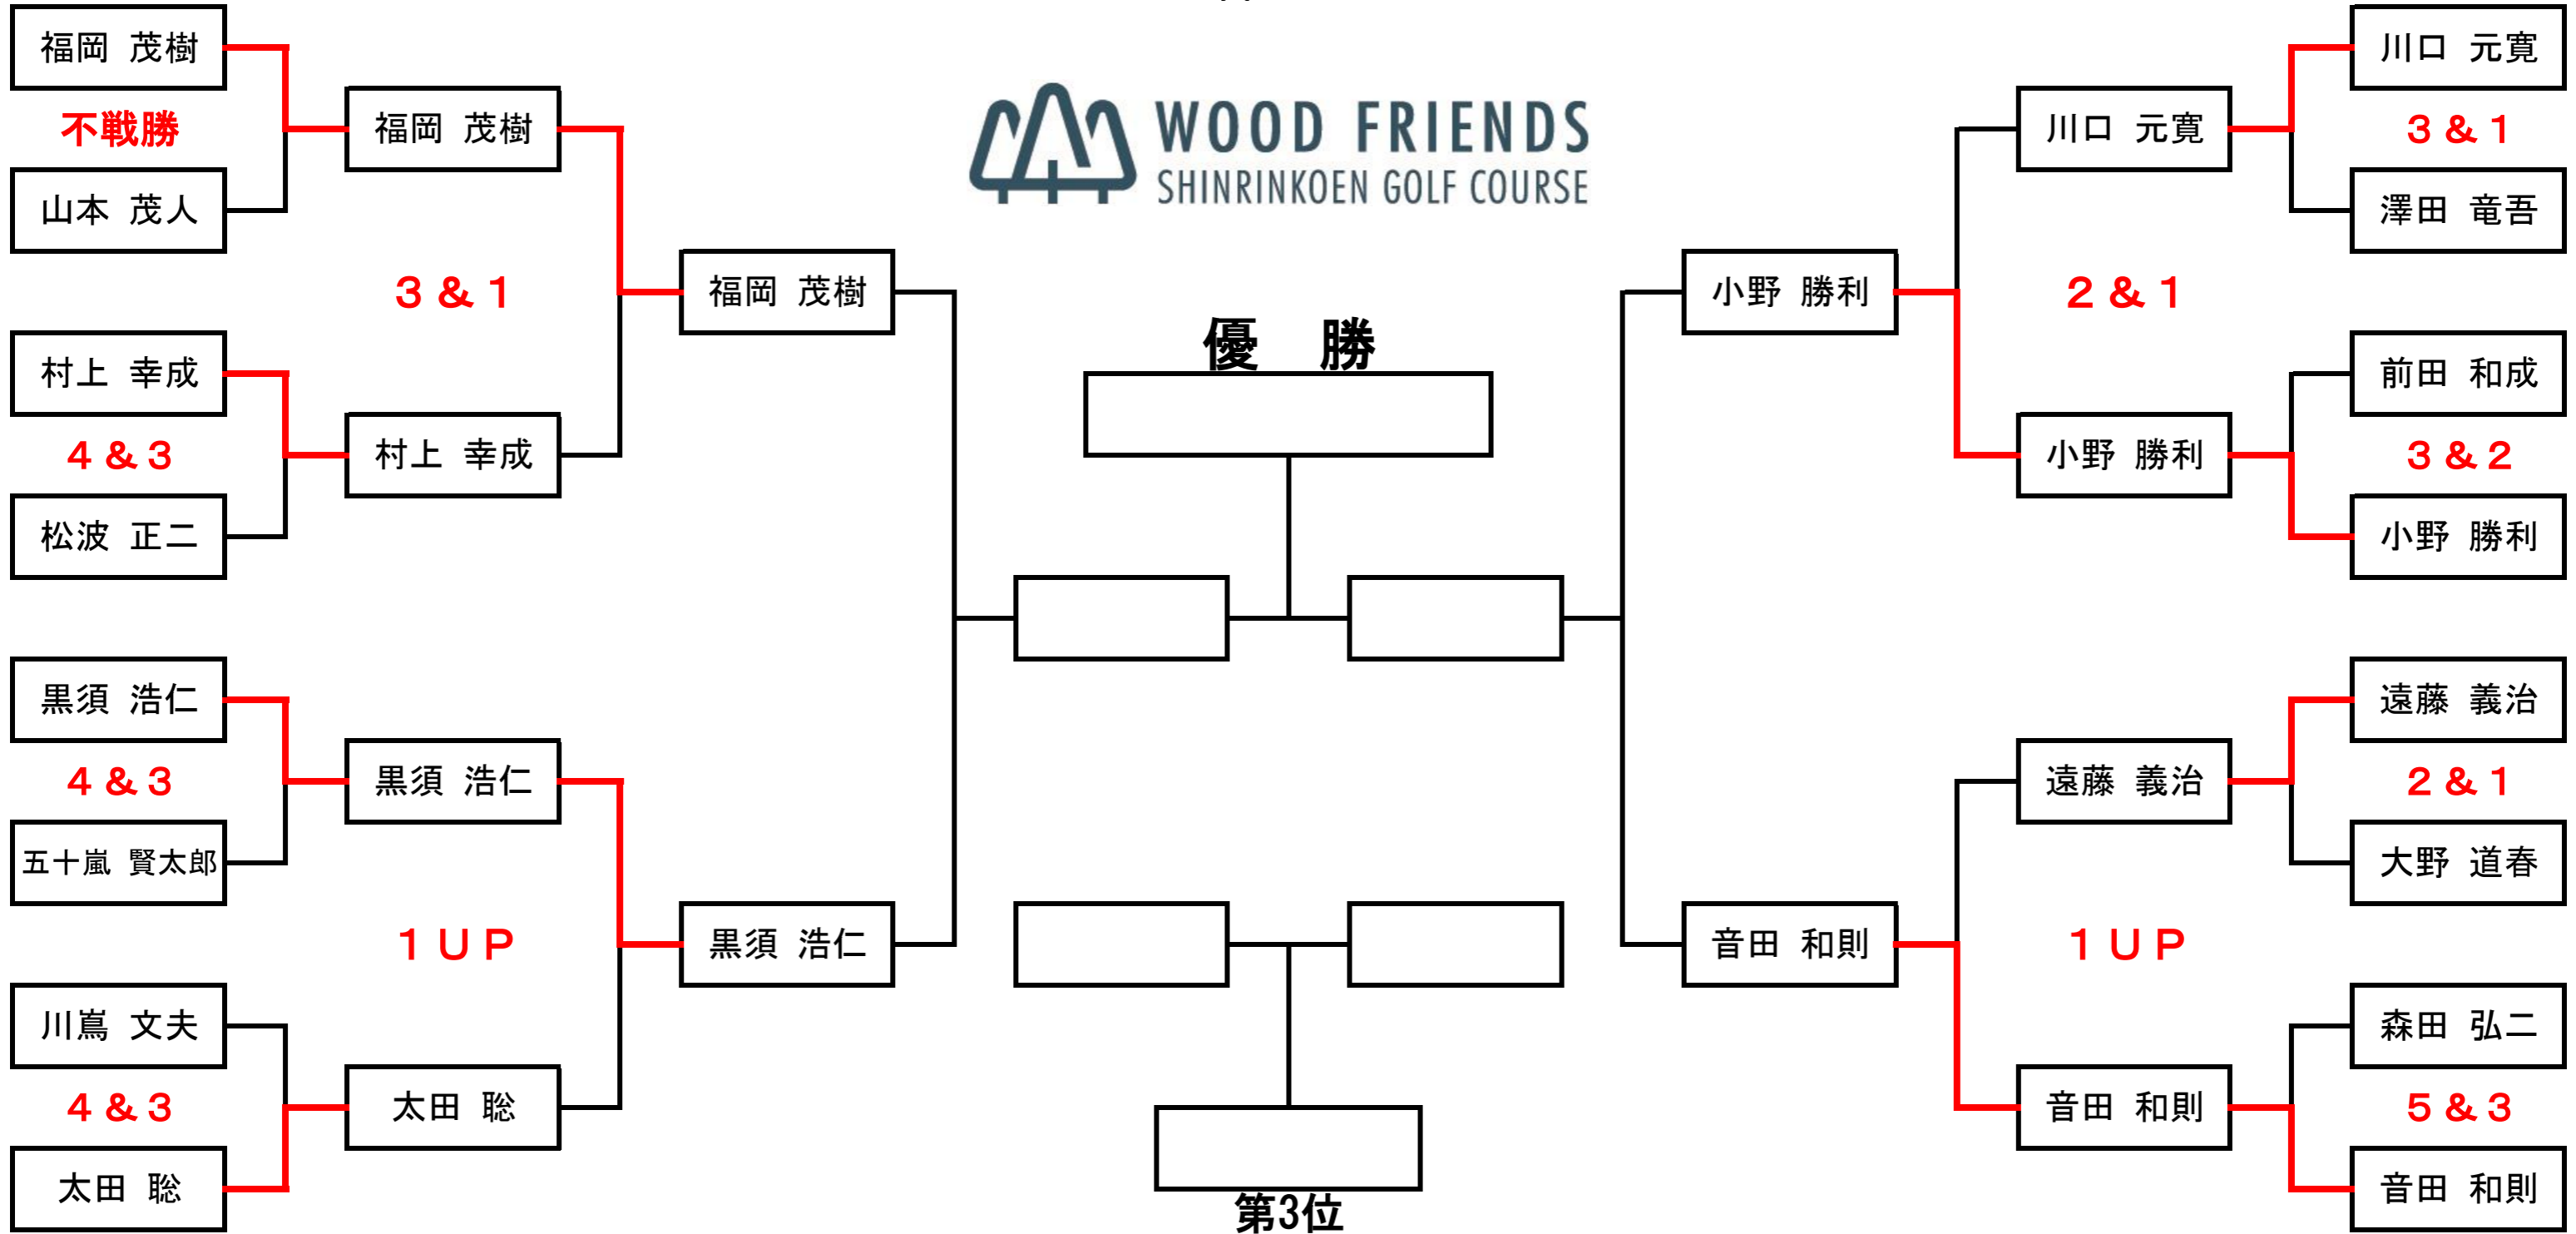 福岡 茂樹
不戦勝
山本 茂人
村上 幸成
4&3
松波 正二
黒須 浩仁
4&3
五十嵐 賢太郎
川嶌 文夫
4&3
太田 聡
福岡 茂樹
3&1
村上 幸成
黒須 浩仁
1UP
太田 聡
福岡 茂樹
黒須 浩仁
WOOD FRIENDS
SHINRINKOEN GOLF COURSE
優 勝
第3位
小野 勝利
音田 和則
川口 元寛
2&1
小野 勝利
遠藤 義治
1UP
音田 和則
川口 元寛
3&1
澤田 竜吾
前田 和成
3&2
小野 勝利
遠藤 義治
2&1
大野 道春
森田 弘二
5&3
音田 和則